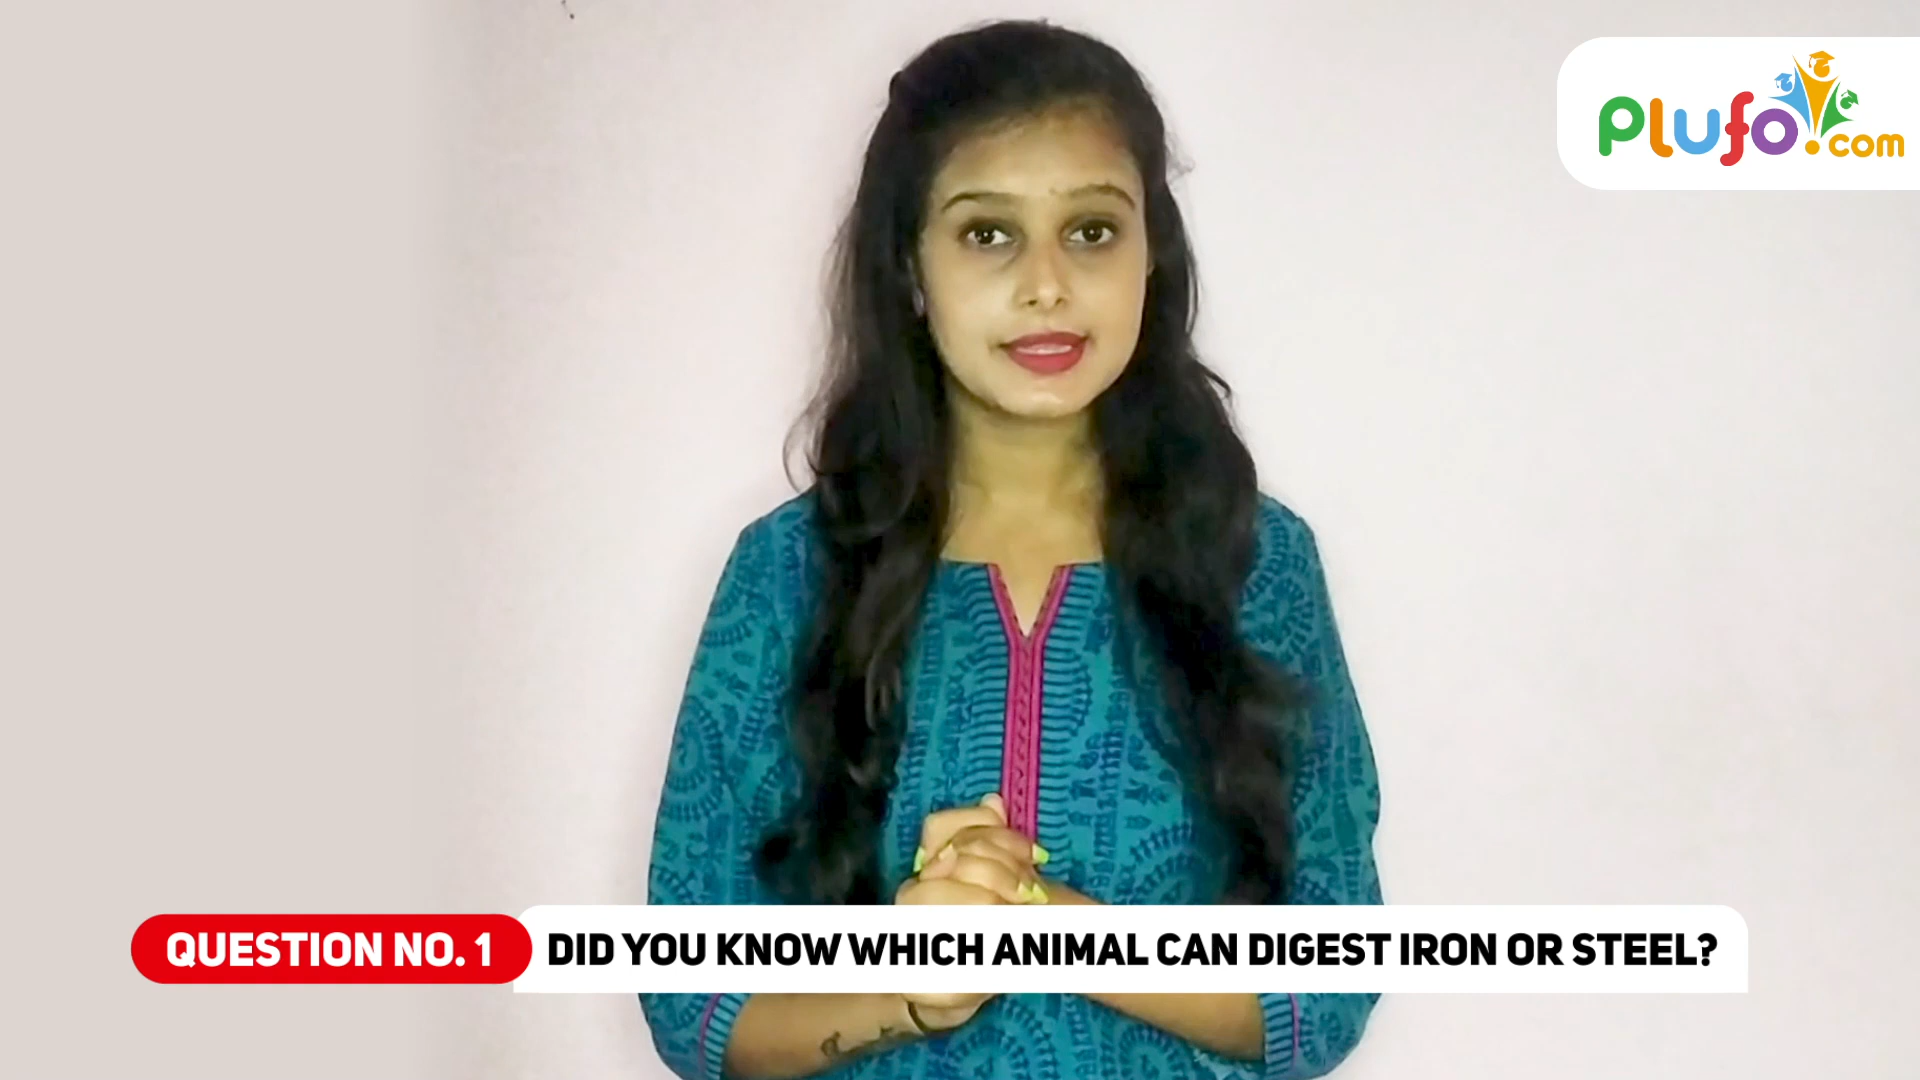 Plufo.com
QUESTION NO. 1
DID YOU KNOW WHICH ANIMAL CAN DIGEST IRON OR STEEL?